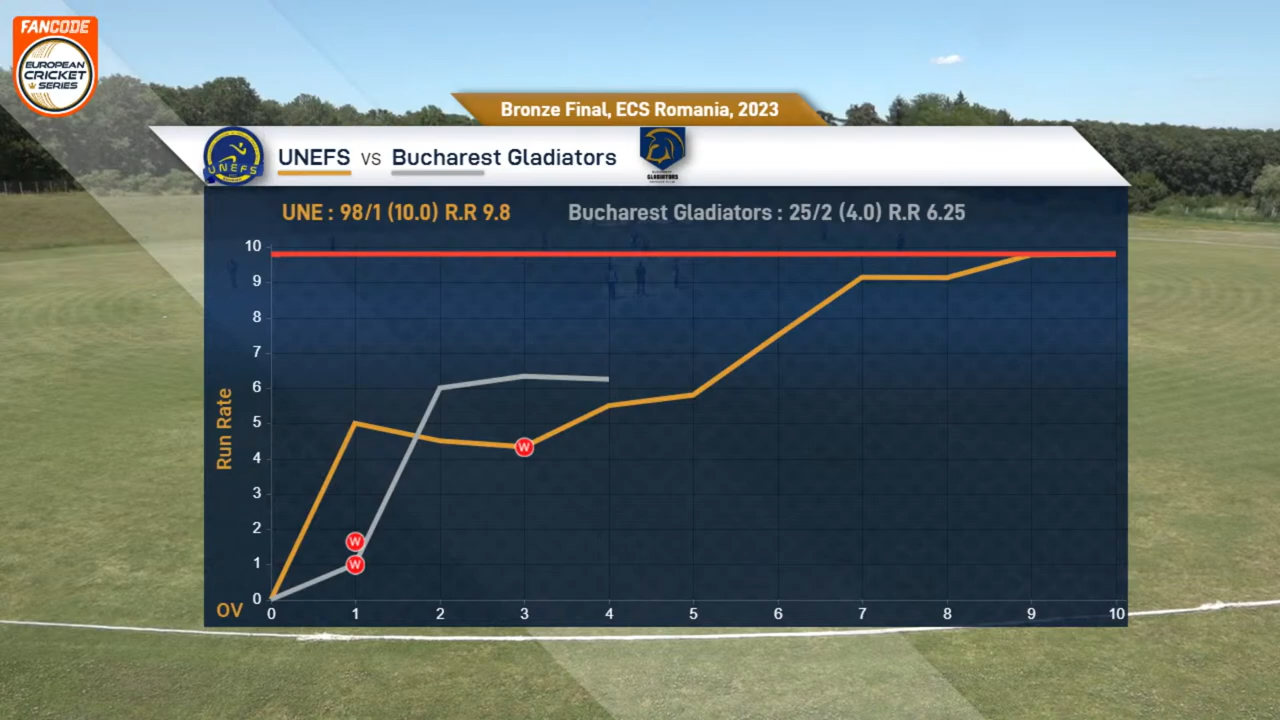 FANCODE
EUROPEAN
CRICKET
SERIES
Bronze Final, ECS Romania, 2023
UNEFS
UNEFS vs Bucharest Gladiators
GLADIATORS
UNE : 98/1 (10.0) R.R 9.8
Bucharest Gladiators : 25/2 (4.0) R.R 6.25
Run Rate
10
9
8
7
6
5
4
3
2
1
0
W
W
W
OV
0 1 2 3 4 5 6 7 8 9 10